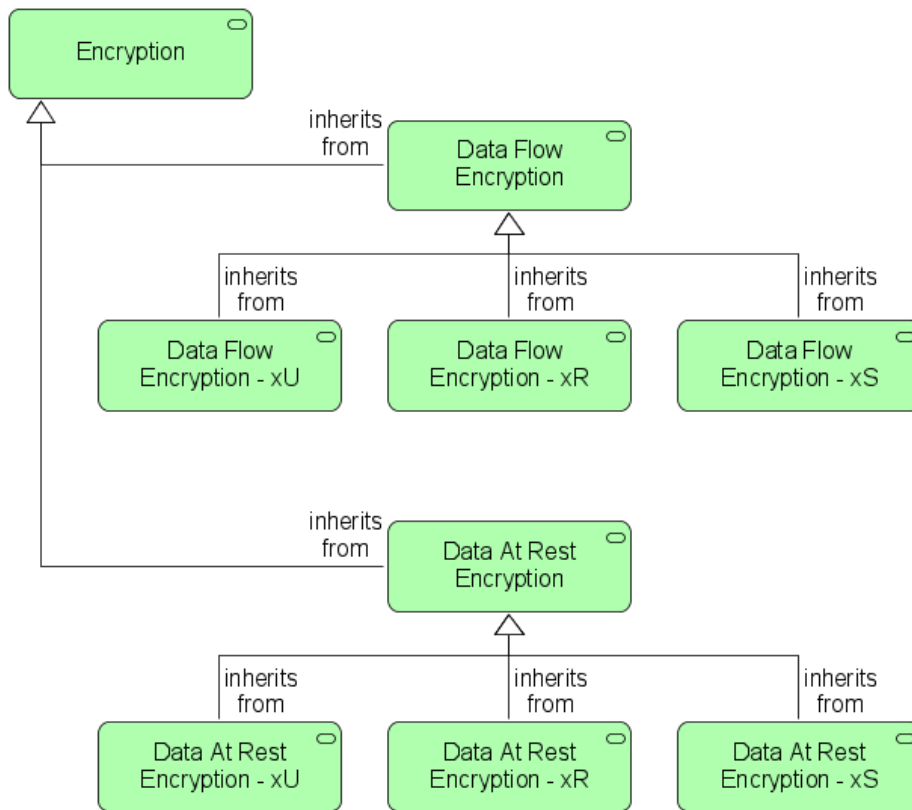 Encryption
inherits
from
Data Flow
Encryption
inherits
from
inherits
from
inherits
from
Data Flow
Encryption - xU
Data Flow
Encryption - xR
Data Flow
Encryption - xS
inherits
from
Data At Rest
Encryption
inherits
from
inherits
from
inherits
from
Data At Rest
Encryption - xU
Data At Rest
Encryption - xR
Data At Rest
Encryption - xS